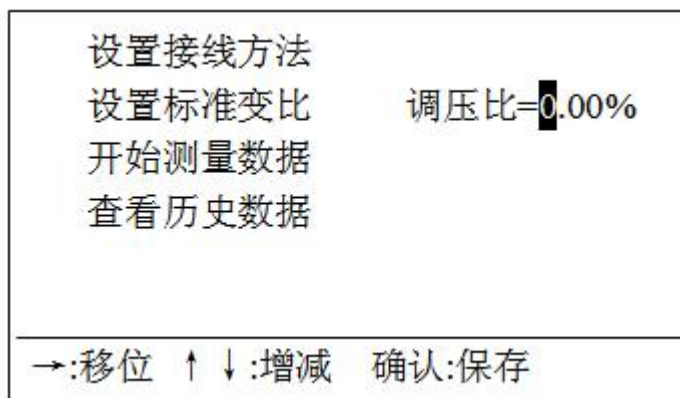 设置接线方法
设置标准变比 调压比=0.00%
开始测量数据
查看历史数据
→:移位 ↑↓:增减 确认:保存